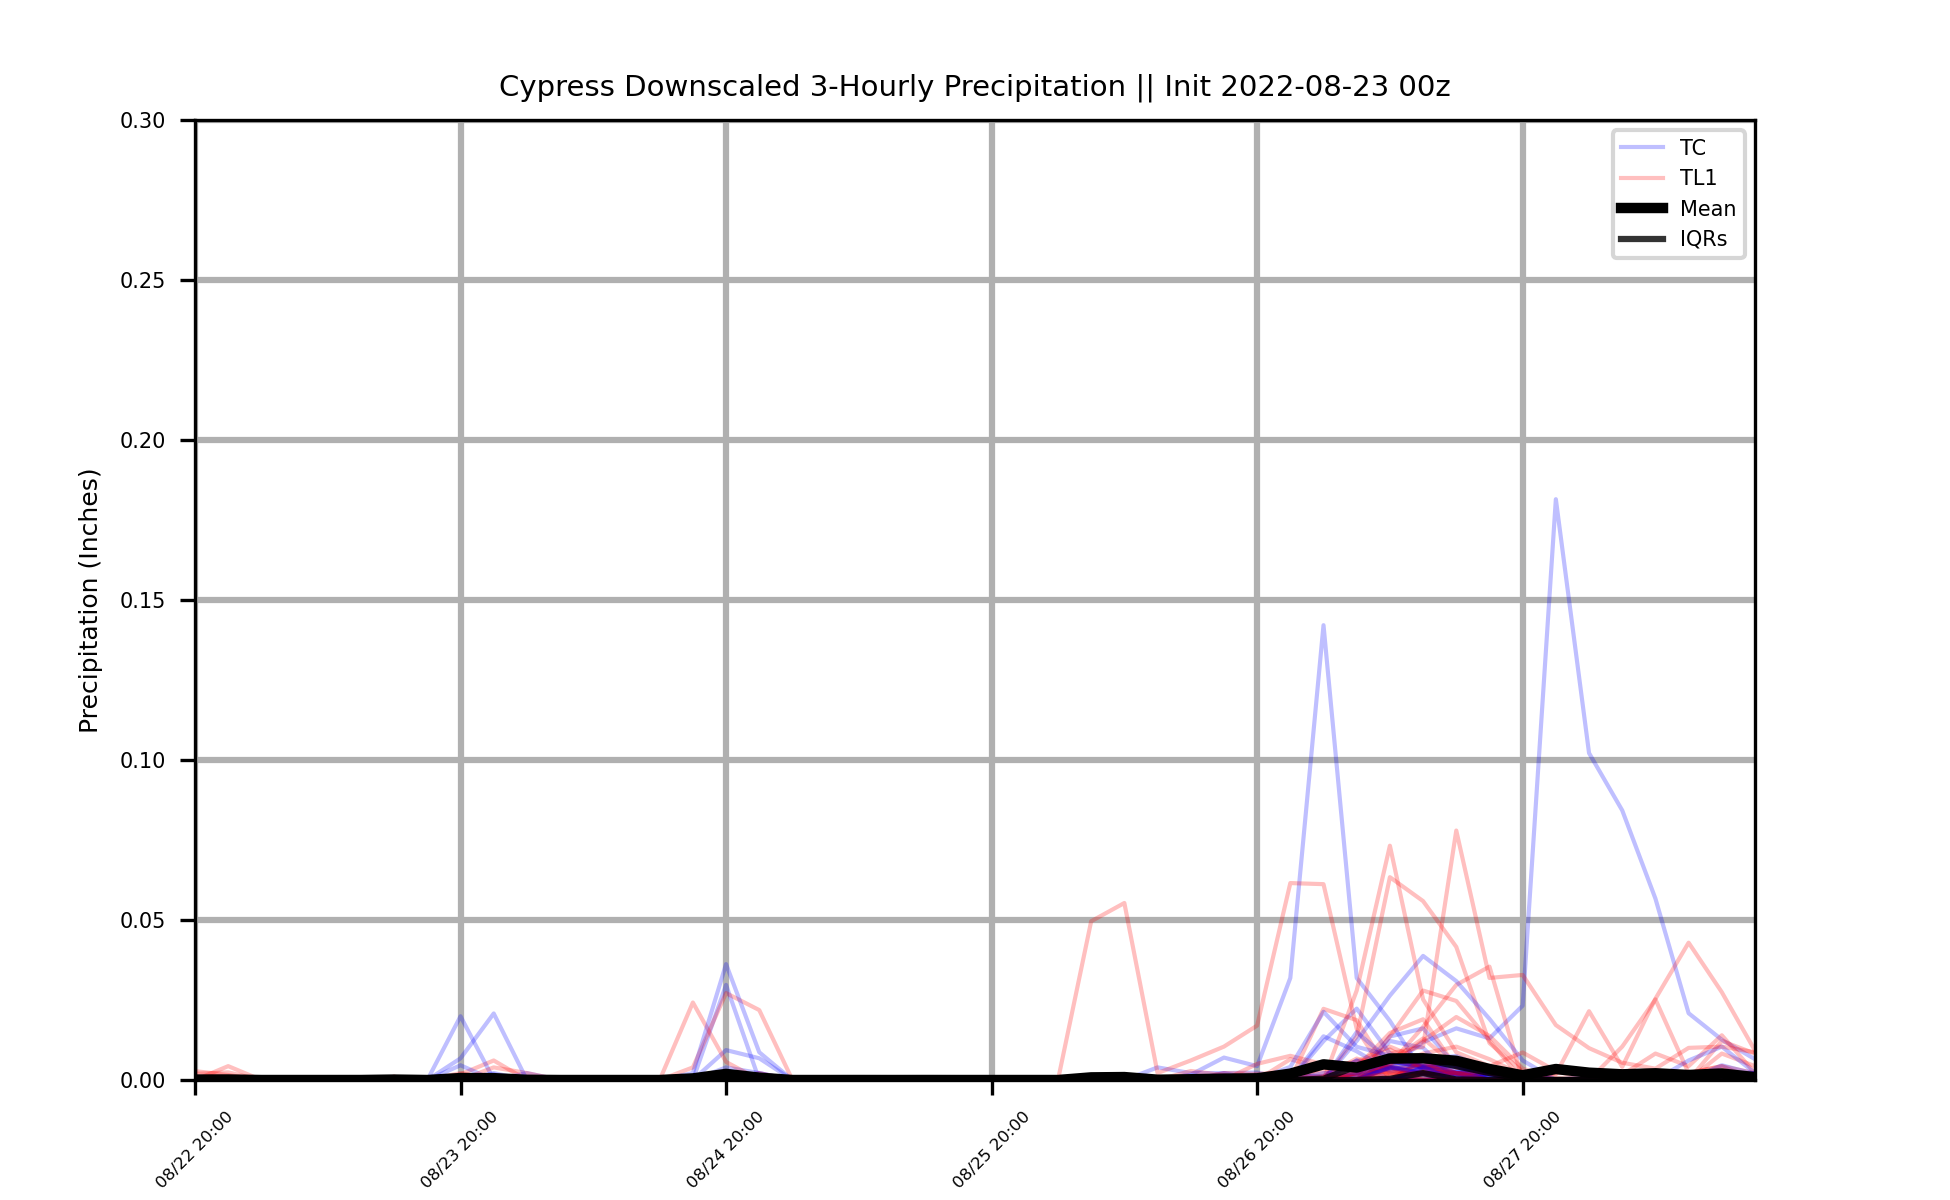 Cypress Downscaled 3-Hourly Precipitation || Init 2022-08-23 00z
0.30
0.25
0.20
0.15
0.10
0.05
0.00
Precipitation (Inches)
TC
TL1
Mean
IQRs
08/22 20:00
08/23 20:00
08/24 20:00
08/25 20:00
08/26 20:00
08/27 20:00